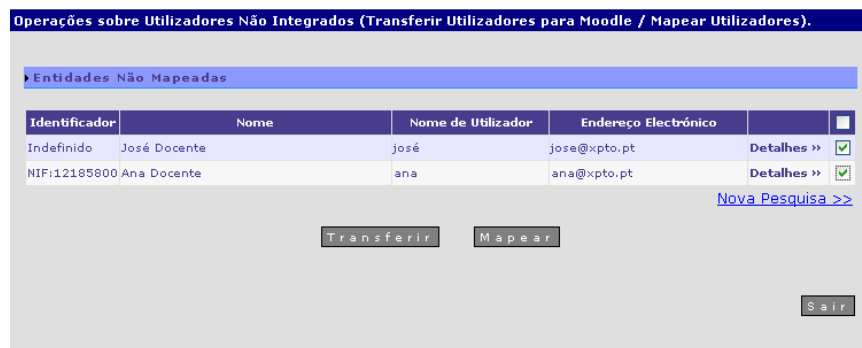 Operações sobre Utilizadores Não Integrados (Transferir Utilizadores para Moodle / Mapear Utilizadores).
Entidades Não Mapeadas
Identificador Nome Nome de Utilizador Endereço Electrónico
Indefinido José Docente josé jose@xpto.pt Detalhes »
NIF:12185800 Ana Docente ana ana@xpto.pt Detalhes »
Nova Pesquisa >>
Transferir Mapear
Sair